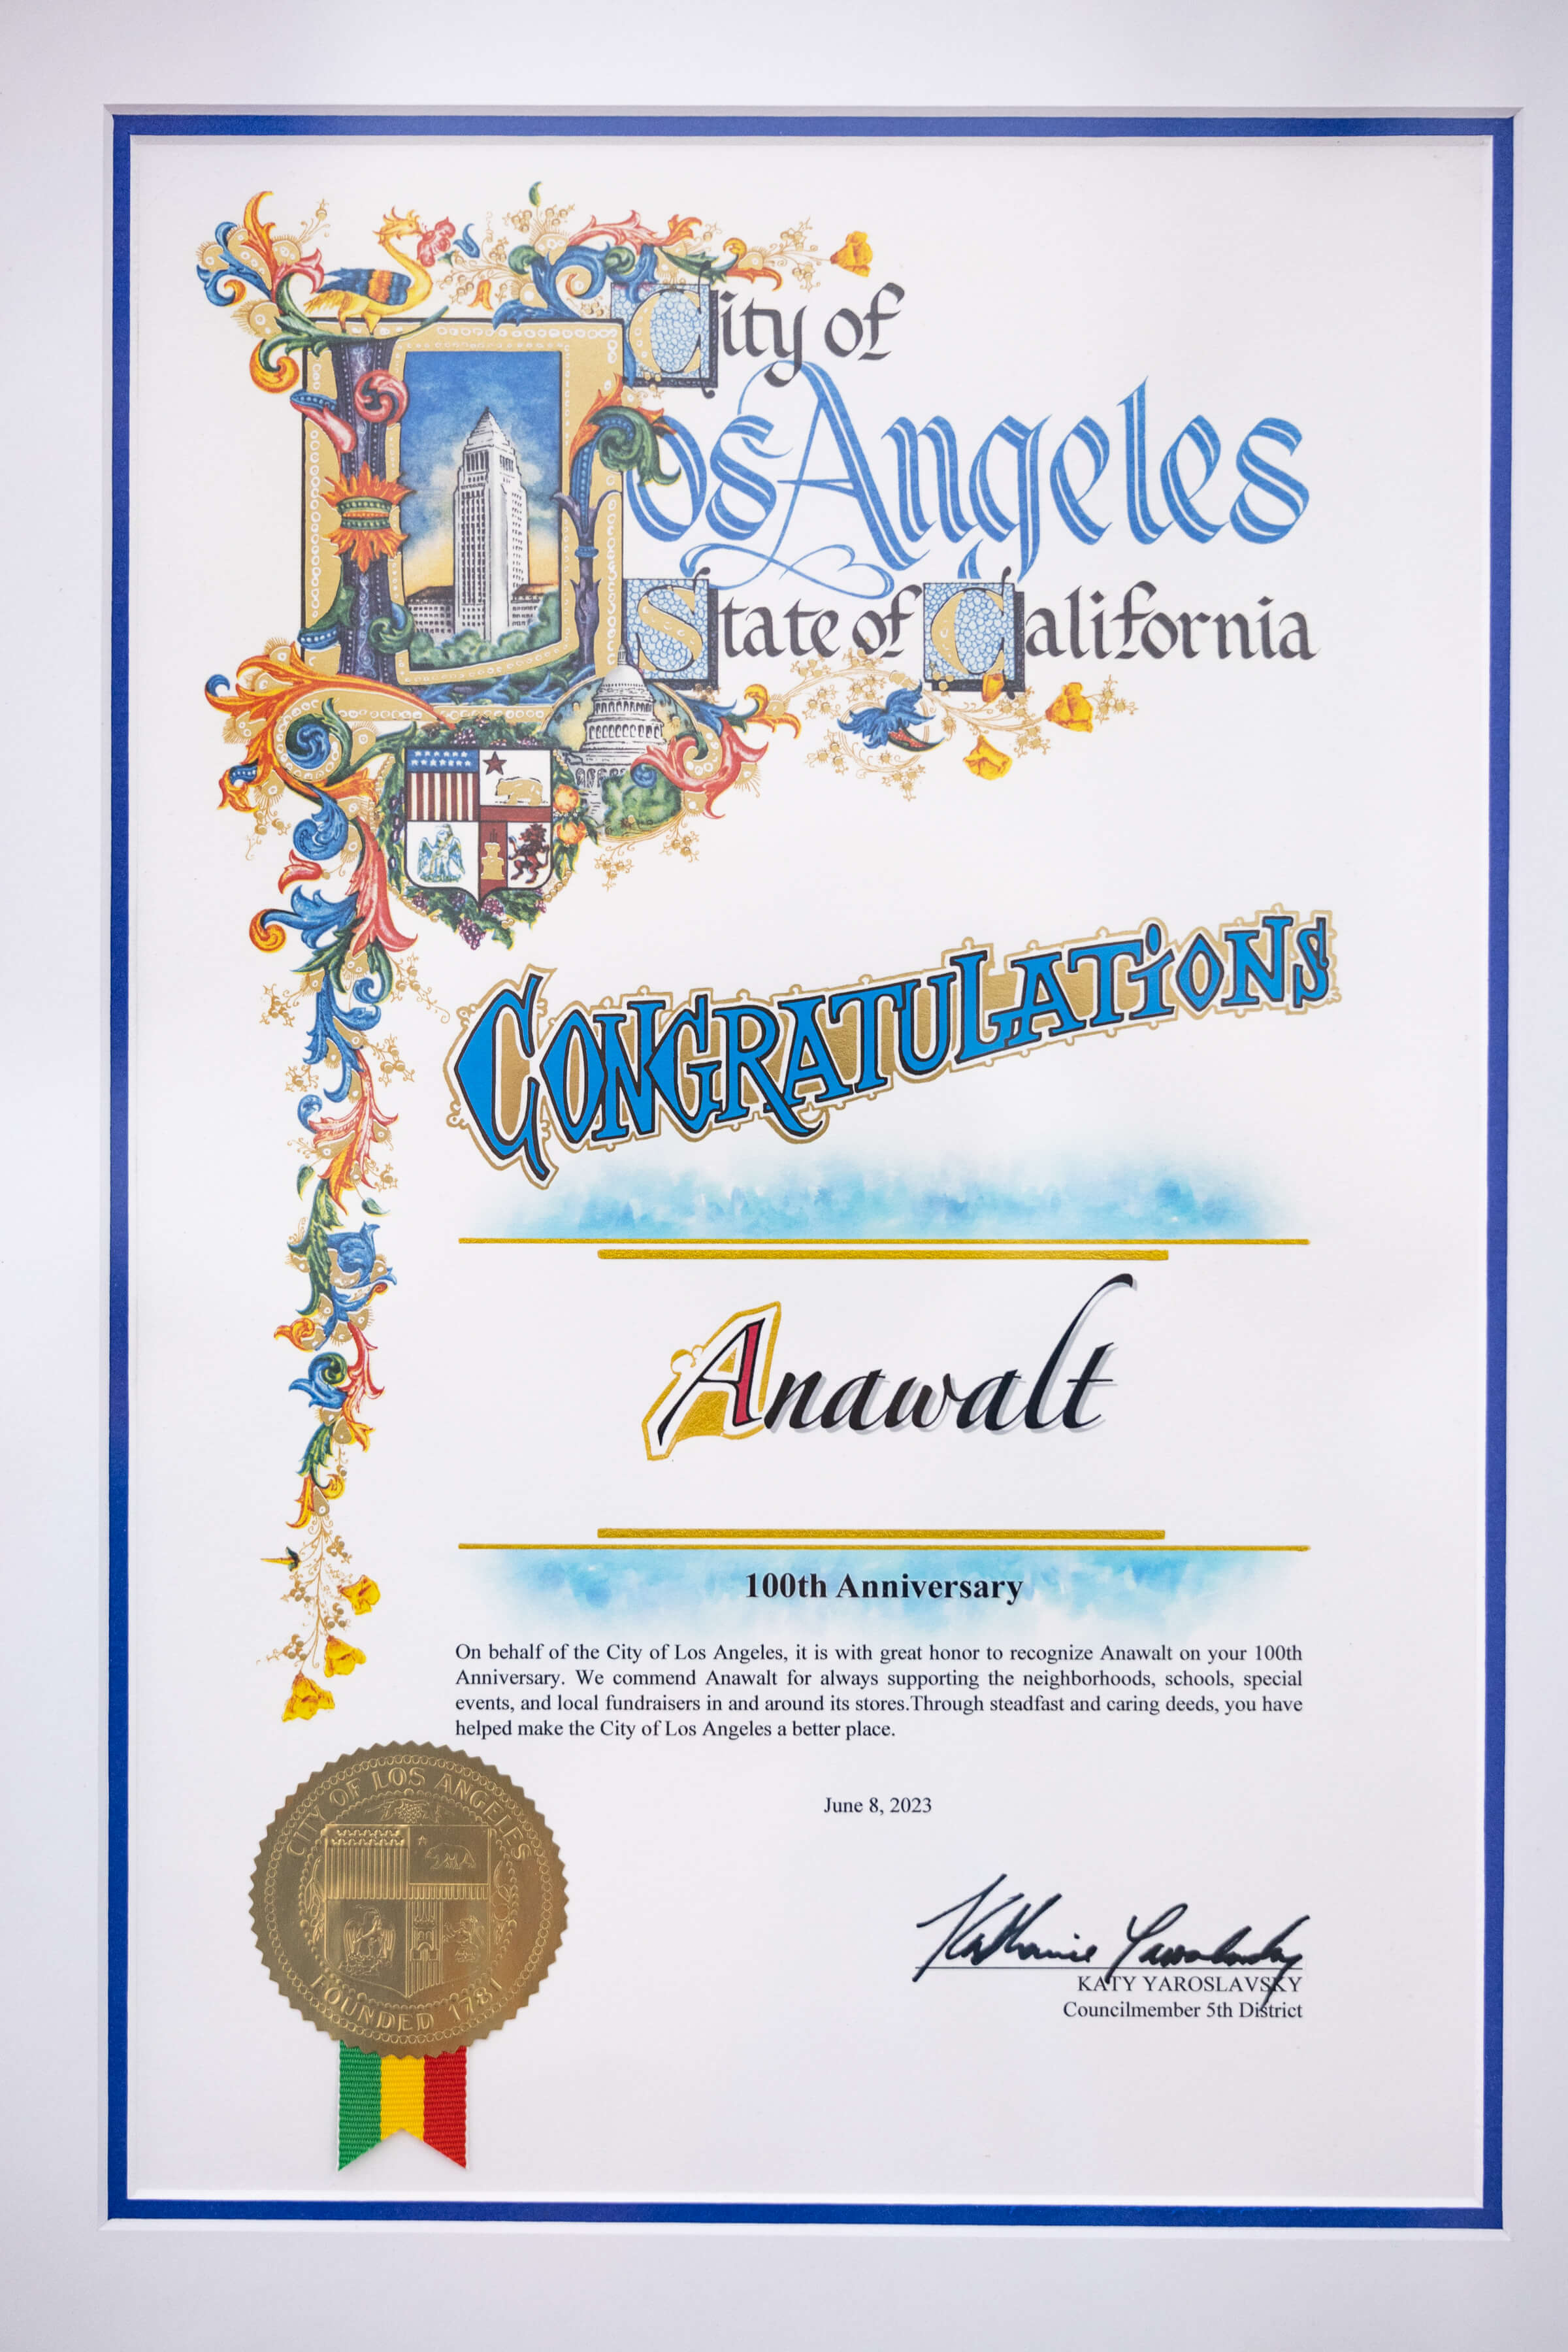 City of
Los Angeles
State of California
CONGRATULATIONS
Anawalt
100th Anniversary
On behalf of the City of Los Angeles, it is with great honor to recognize Anawalt on your 100th
Anniversary. We commend Anawalt for always supporting the neighborhoods, schools, special
events, and local fundraisers in and around its stores.Through steadfast and caring deeds, you have
helped make the City of Los Angeles a better place.
June 8, 2023
CITY OF LOS ANGELES
FOUNDED 1781
Katherine Yaroslavsky
KATY YAROSLAVSKY
Councilmember 5th District